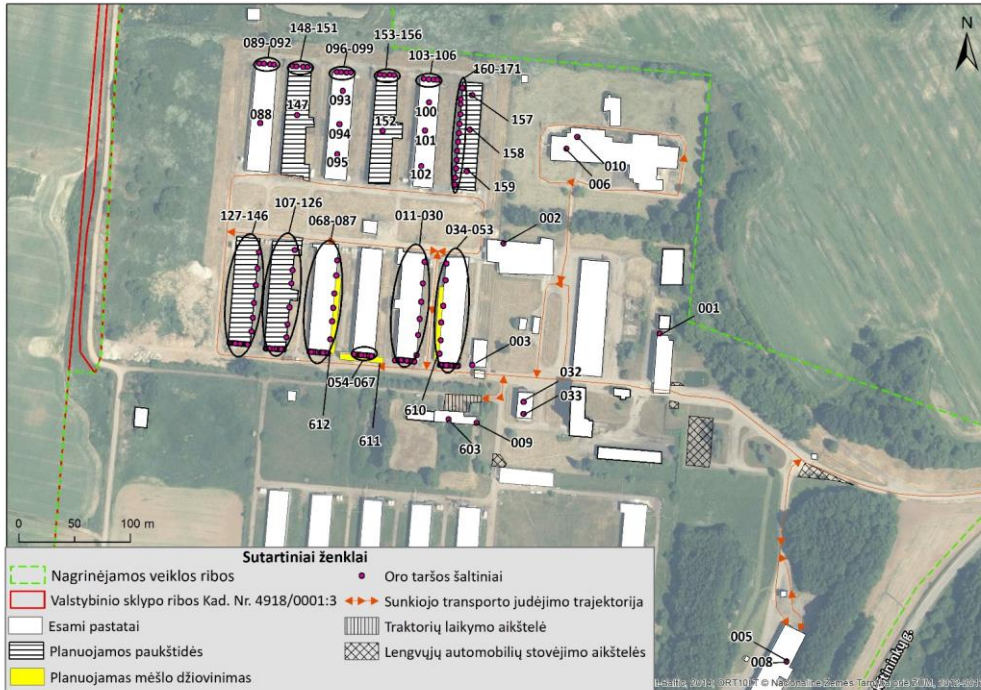 N
089-092
148-151
096-099
153-156
103-106
160-171
088
147
093
094
095
152
100
101
102
157
158
159
010
006
127-146
107-126
068-087
011-030
034-053
002
001
003
054-067
032
033
612
611
610
603
009
005
008
0 50 100 m
Sutartiniai ženklai
Nagrinėjamos veiklos ribos
Valstybinio sklypo ribos Kad. Nr. 4918/0001:3
Esami pastatai
Planuojamos paukštidės
Planuojamas mėšlo džiovinimas
Oro taršos šaltiniai
Sunkiojo transporto judėjimo trajektorija
Traktorių laikymo aikštelė
Lengvųjų automobilių stovėjimo aikštelės
ORT10LT © Nacionalinė Žemės Tarnyba